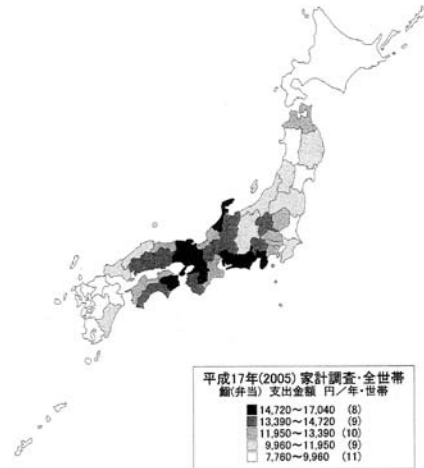 平成17年(2005) 家計調査・全世帯
鮨(弁当) 支出金額 円/年・世帯
14,720〜17,040 (8)
13,390〜14,720 (9)
11,950〜13,390 (10)
9,960〜11,950 (9)
7,760〜9,960 (11)